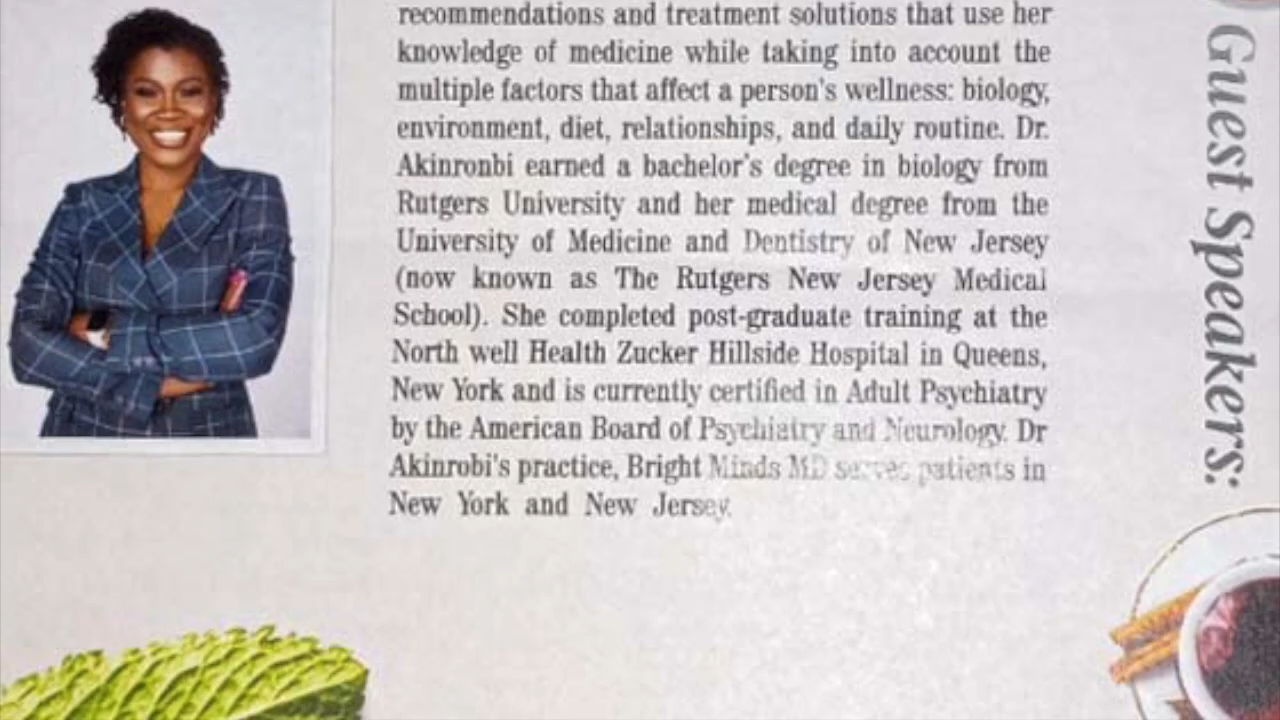 recommendations and treatment solutions that use her
knowledge of medicine while taking into account the
multiple factors that affect a person's wellness: biology,
environment, diet, relationships, and daily routine. Dr.
Akinronbi earned a bachelor's degree in biology from
Rutgers University and her medical degree from the
University of Medicine and Dentistry of New Jersey
(now known as The Rutgers New Jersey Medical
School). She completed post-graduate training at the
North well Health Zucker Hillside Hospital in Queens,
New York and is currently certified in Adult Psychiatry
by the American Board of Psychiatry and Neurology. Dr
Akinrobi's practice, Bright Minds MD serves patients in
New York and New Jersey.
Guest Speakers: